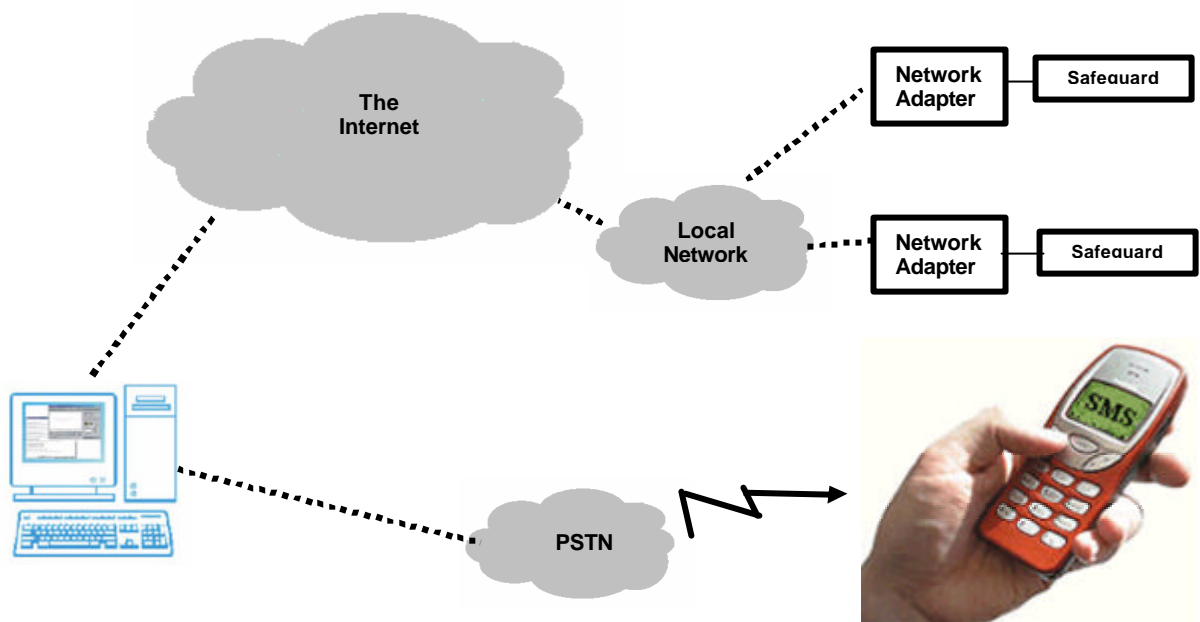 The
Internet
Network
Adapter
Safeguard
Local
Network
Network
Adapter
Safeguard
SMS
PSTN